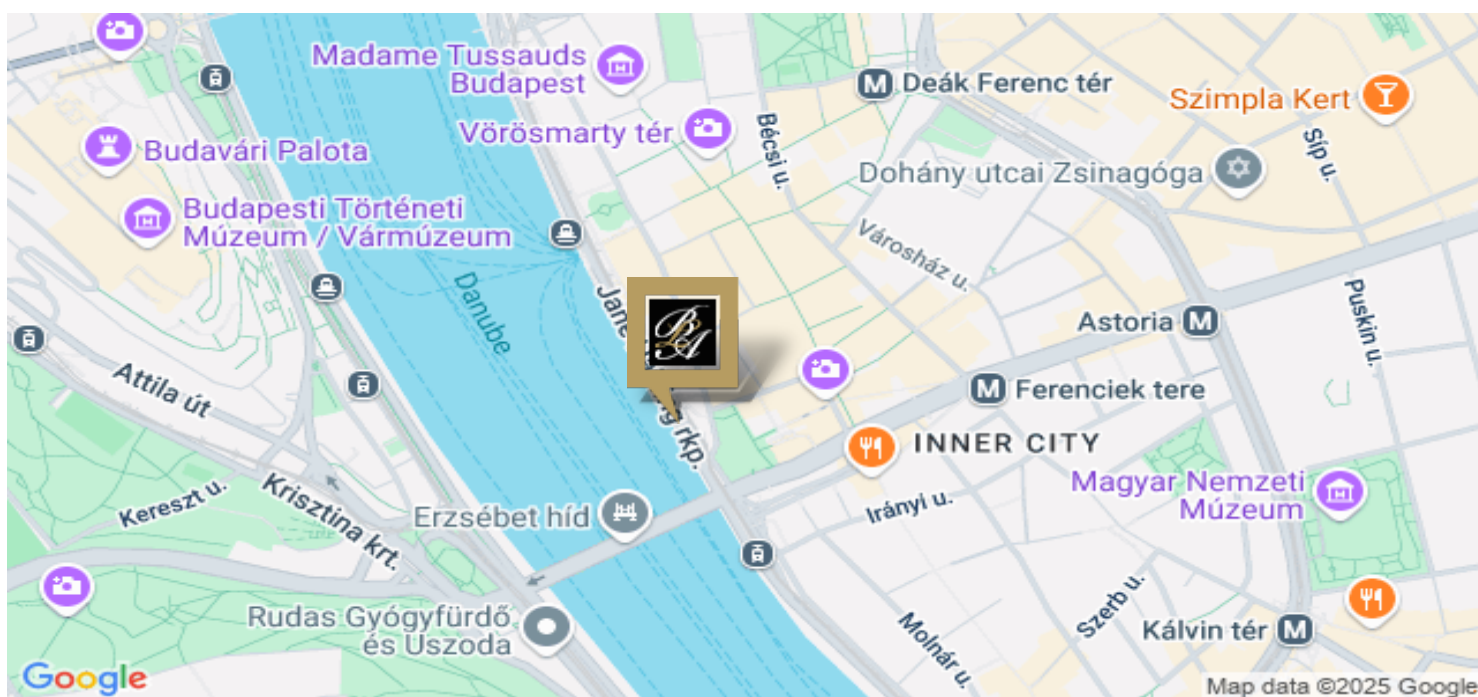 Madame Tussauds
Budapest
Deák Ferenc tér
Szimpla Kert
Vörösmarty tér
Bécsi u.
Síp u.
Budavári Palota
Dohány utcai Zsinagóga
Budapesti Történeti
Múzeum / Vármúzeum
Városház u.
Danube
Jane
rkp.
Puskin u.
Astoria
Attila út
Ferenciek tere
INNER CITY
Kereszt u.
Krisztina krt.
Erzsébet híd
Irányi u.
Magyar Nemzeti
Múzeum
Szerb u.
Rudas Gyógyfürdő
és Uszoda
Molnár u.
Kálvin tér
Google
Map data ©2025 Google